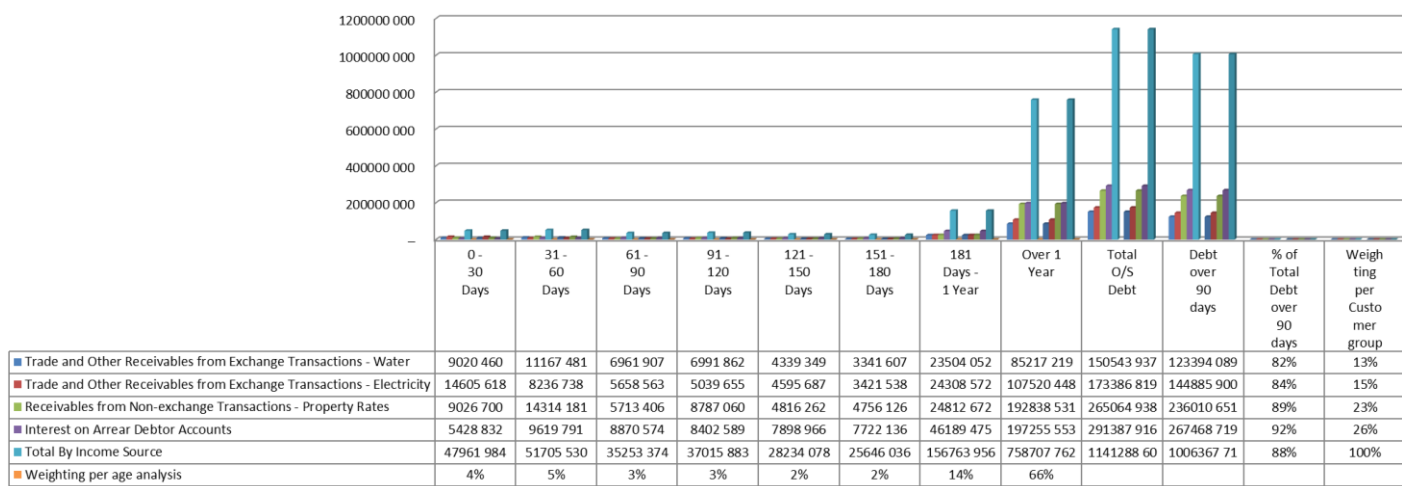 1200000 000
1000000 000
800000 000
600000 000
400000 000
200000 000
–
0 - 30 Days
31 - 60 Days
61 - 90 Days
91 - 120 Days
121 - 150 Days
151 - 180 Days
181 Days - 1 Year
Over 1 Year
Total O/S Debt
Debt over 90 days
% of Total Debt over 90 days
Weigh ting per Custo mer group
Trade and Other Receivables from Exchange Transactions - Water 9020 460 11167 481 6961 907 6991 862 4339 349 3341 607 23504 052 85217 219 150543 937 123394 089 82% 13%
Trade and Other Receivables from Exchange Transactions - Electricity 14605 618 8236 738 5658 563 5039 655 4595 687 3421 538 24308 572 107520 448 173386 819 144885 900 84% 15%
Receivables from Non-exchange Transactions - Property Rates 9026 700 14314 181 5713 406 8787 060 4816 262 4756 126 24812 672 192838 531 265064 938 236010 651 89% 23%
Interest on Arrear Debtor Accounts 5428 832 9619 791 8870 574 8402 589 7898 966 7722 136 46189 475 197255 553 291387 916 267468 719 92% 26%
Total By Income Source 47961 984 51705 530 35253 374 37015 883 28234 078 25646 036 156763 956 758707 762 1141288 60 1006367 71 88% 100%
Weighting per age analysis 4% 5% 3% 3% 2% 2% 14% 66%